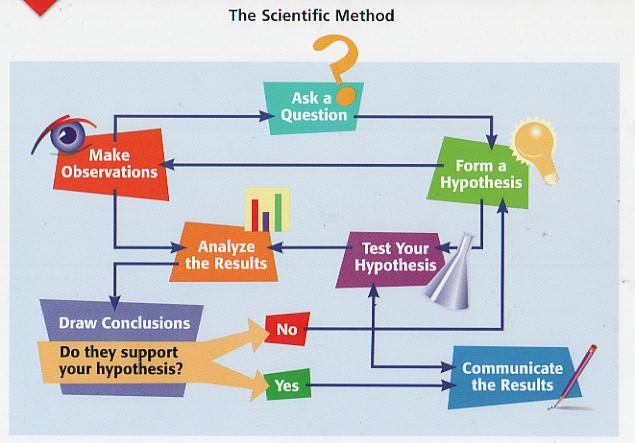 The Scientific Method
Ask a
Question
Make
Observations
Form a
Hypothesis
Analyze
the Results
Test Your
Hypothesis
Draw Conclusions
Do they support
your hypothesis?
No
Yes
Communicate
the Results